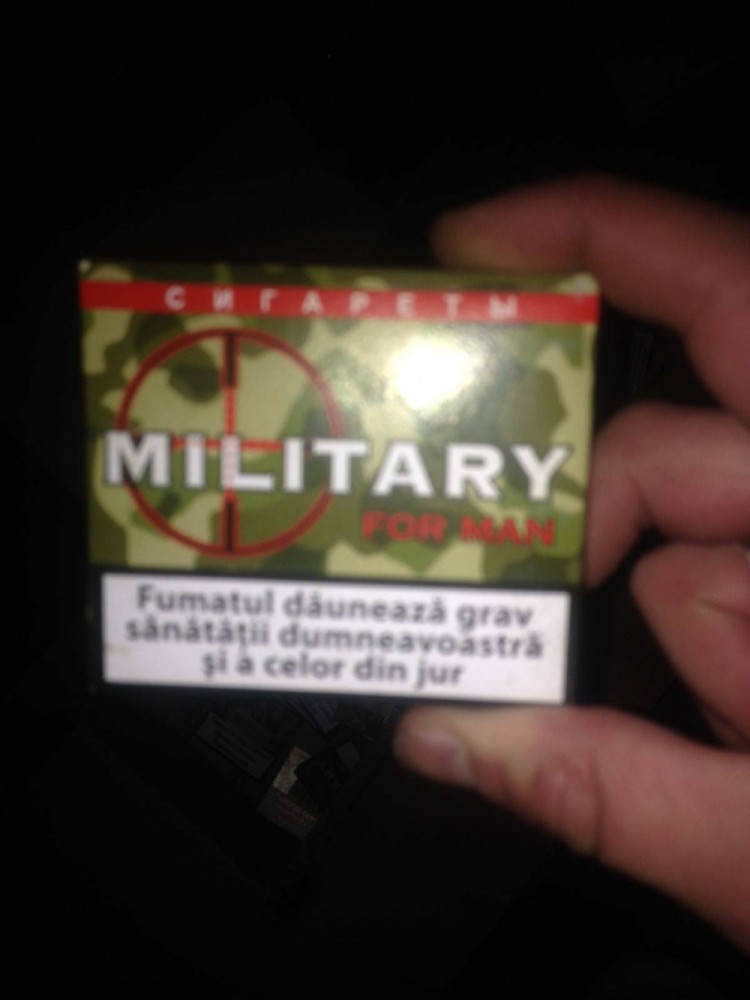 СИГАРЕТЫ
MILITARY
FOR MAN
Fumatul dăunează grav
sănătăţii dumneavoastră
şi a celor din jur